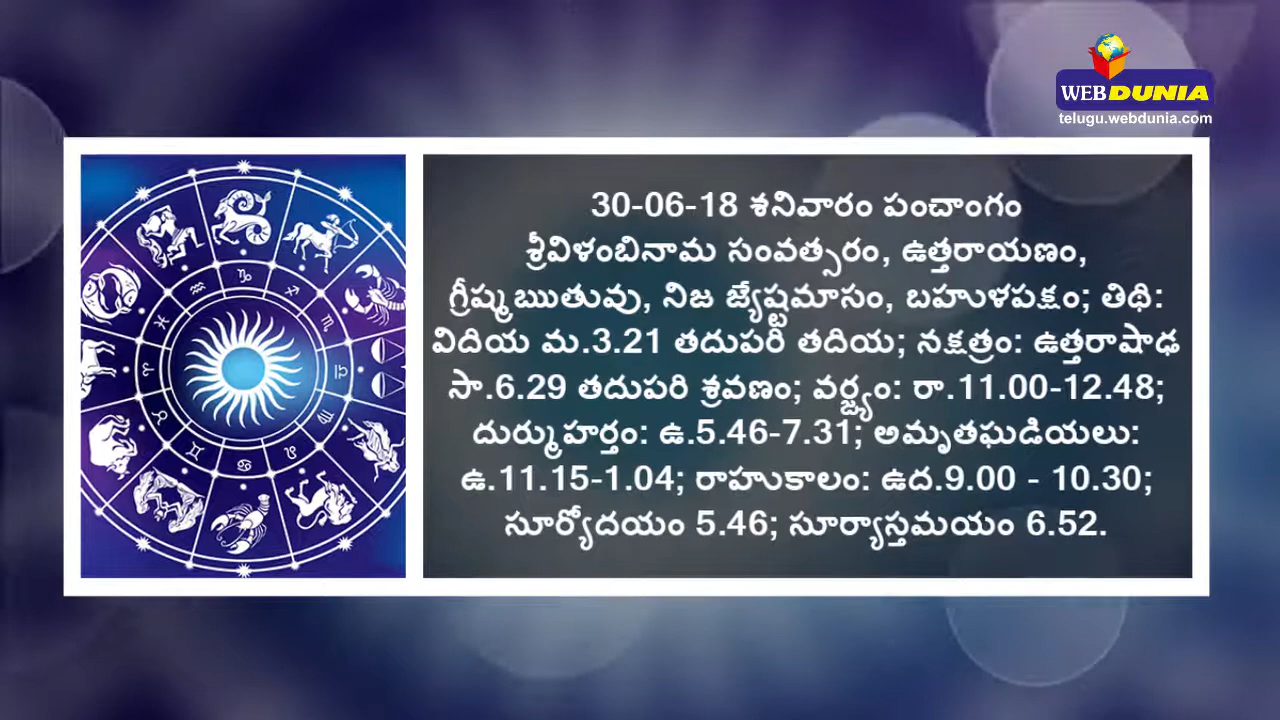 WEBDUNIA
telugu.webdunia.com
30-06-18 శనివారం పంచాంగం
శ్రీవిళంబినామ సంవత్సరం, ఉత్తరాయణం,
గ్రీష్మఋతువు, నిజ జ్యేష్టమాసం, బహుళపక్షం; తిథి:
విదియ మ.3.21 తదుపరి తదియ; నక్షత్రం: ఉత్తరాషాఢ
సా.6.29 తదుపరి శ్రవణం; వర్జ్యం: రా.11.00-12.48;
దుర్ముహర్తం: ఉ.5.46-7.31; అమృతఘడియలు:
ఉ.11.15-1.04; రాహుకాలం: ఉద.9.00 - 10.30;
సూర్యోదయం 5.46; సూర్యాస్తమయం 6.52.